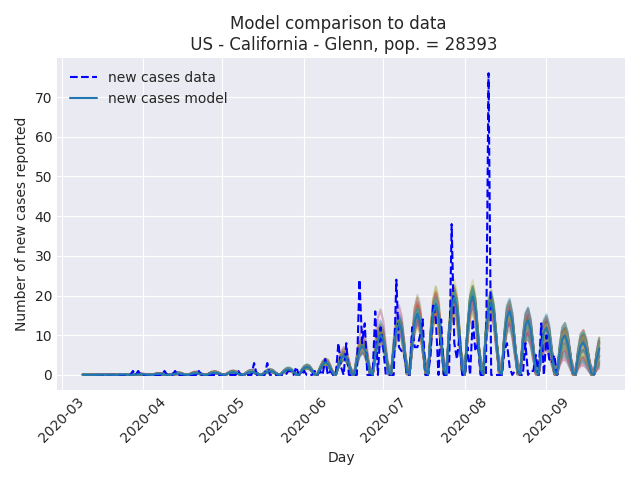 Model comparison to data
US - California - Glenn, pop. = 28393
new cases data
new cases model
Number of new cases reported
70
60
50
40
30
20
10
0
2020-03
2020-04
2020-05
2020-06
2020-07
2020-08
2020-09
Day